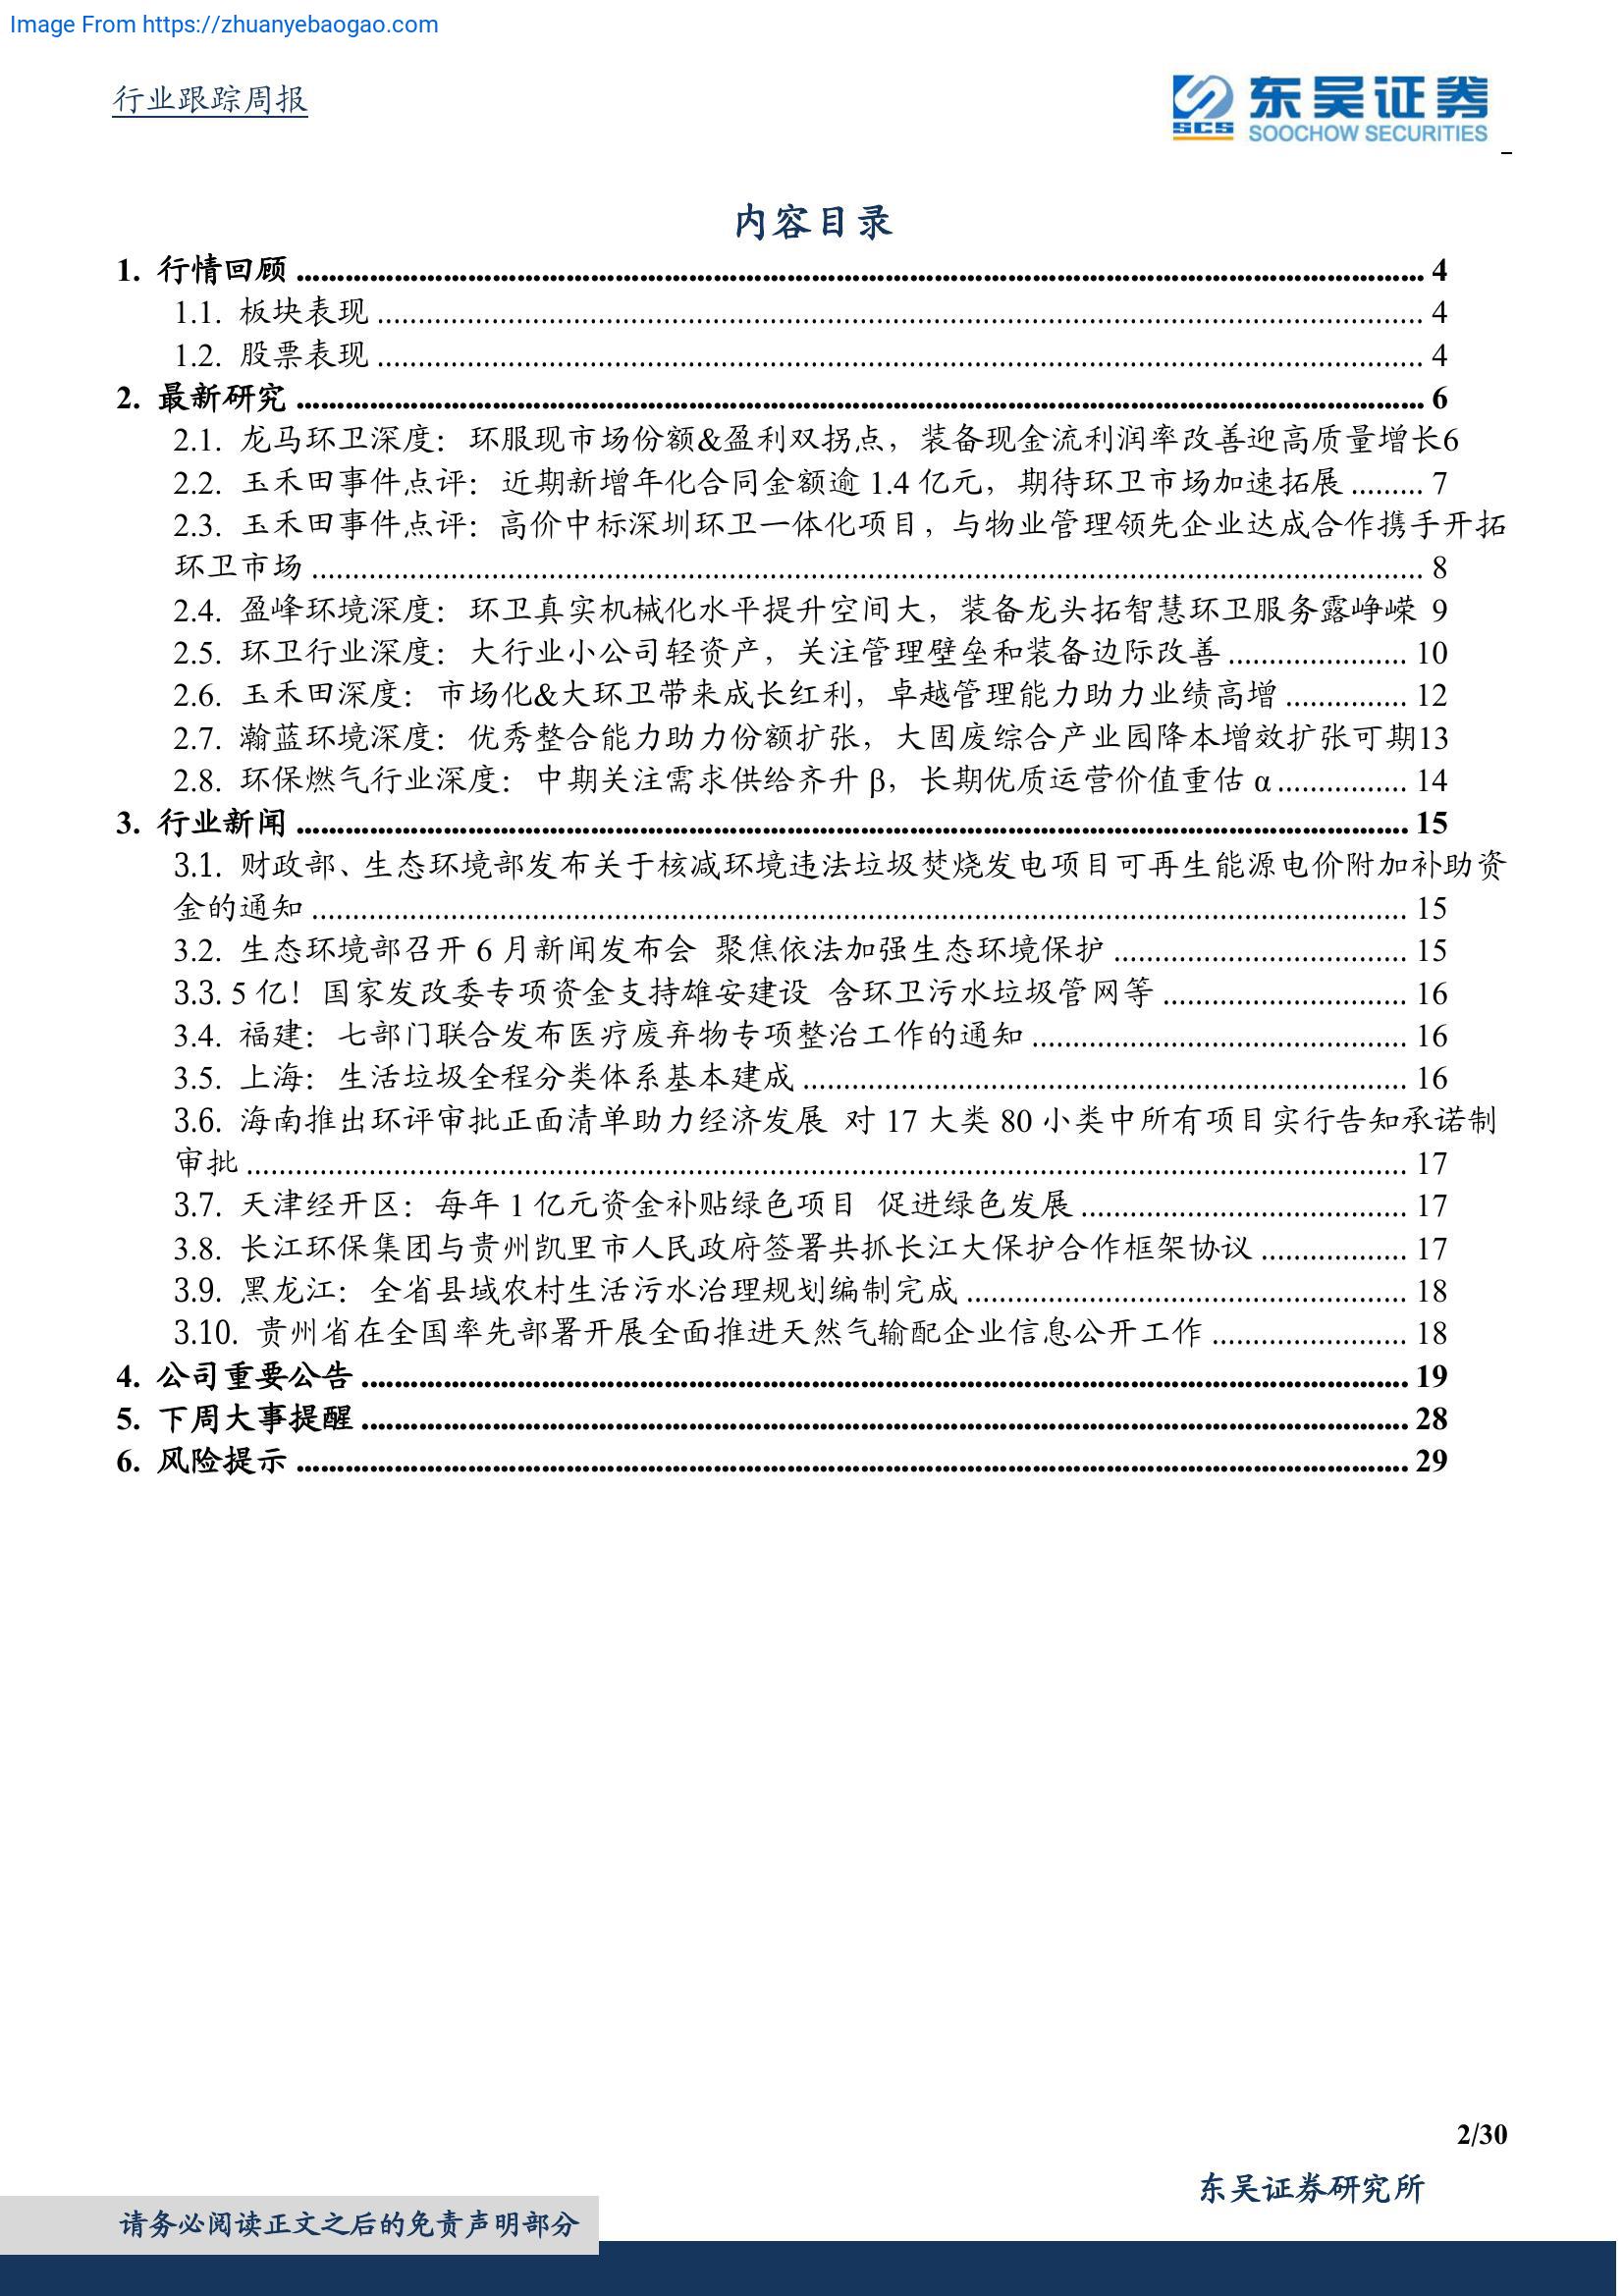 Image From https://zhuanyebaogao.com
行业跟踪周报
东吴证券
SCS
SOOCHOW SECURITIES
内容目录
1. 行情回顾 ........ 4
1.1. 板块表现 ........ 4
1.2. 股票表现 ........ 4
2. 最新研究 ........ 6
2.1. 龙马环卫深度：环服现市场份额&盈利双拐点，装备现金流利润率改善迎高质量增长6
2.2. 玉禾田事件点评：近期新增年化合同金额逾 1.4 亿元，期待环卫市场加速拓展 ......... 7
2.3. 玉禾田事件点评：高价中标深圳环卫一体化项目，与物业管理领先企业达成合作携手开拓
环卫市场 ........ 8
2.4. 盈峰环境深度：环卫真实机械化水平提升空间大，装备龙头拓智慧环卫服务露峥嵘 9
2.5. 环卫行业深度：大行业小公司轻资产，关注管理壁垒和装备边际改善 ........ 10
2.6. 玉禾田深度：市场化&大环卫带来成长红利，卓越管理能力助力业绩高增 ........ 12
2.7. 瀚蓝环境深度：优秀整合能力助力份额扩张，大固废综合产业园降本增效扩张可期13
2.8. 环保燃气行业深度：中期关注需求供给齐升 β，长期优质运营价值重估 α ........ 14
3. 行业新闻 ........ 15
3.1. 财政部、生态环境部发布关于核减环境违法垃圾焚烧发电项目可再生能源电价附加补助资
金的通知 ........ 15
3.2. 生态环境部召开 6 月新闻发布会 聚焦依法加强生态环境保护 ........ 15
3.3. 5 亿！国家发改委专项资金支持雄安建设 含环卫污水垃圾管网等 ........ 16
3.4. 福建：七部门联合发布医疗废弃物专项整治工作的通知 ........ 16
3.5. 上海：生活垃圾全程分类体系基本建成 ........ 16
3.6. 海南推出环评审批正面清单助力经济发展 对 17 大类 80 小类中所有项目实行告知承诺制
审批 ........ 17
3.7. 天津经开区：每年 1 亿元资金补贴绿色项目 促进绿色发展 ........ 17
3.8. 长江环保集团与贵州凯里市人民政府签署共抓长江大保护合作框架协议 ........ 17
3.9. 黑龙江：全省县域农村生活污水治理规划编制完成 ........ 18
3.10. 贵州省在全国率先部署开展全面推进天然气输配企业信息公开工作 ........ 18
4. 公司重要公告 ........ 19
5. 下周大事提醒 ........ 28
6. 风险提示 ........ 29
2/30
东吴证券研究所
请务必阅读正文之后的免责声明部分